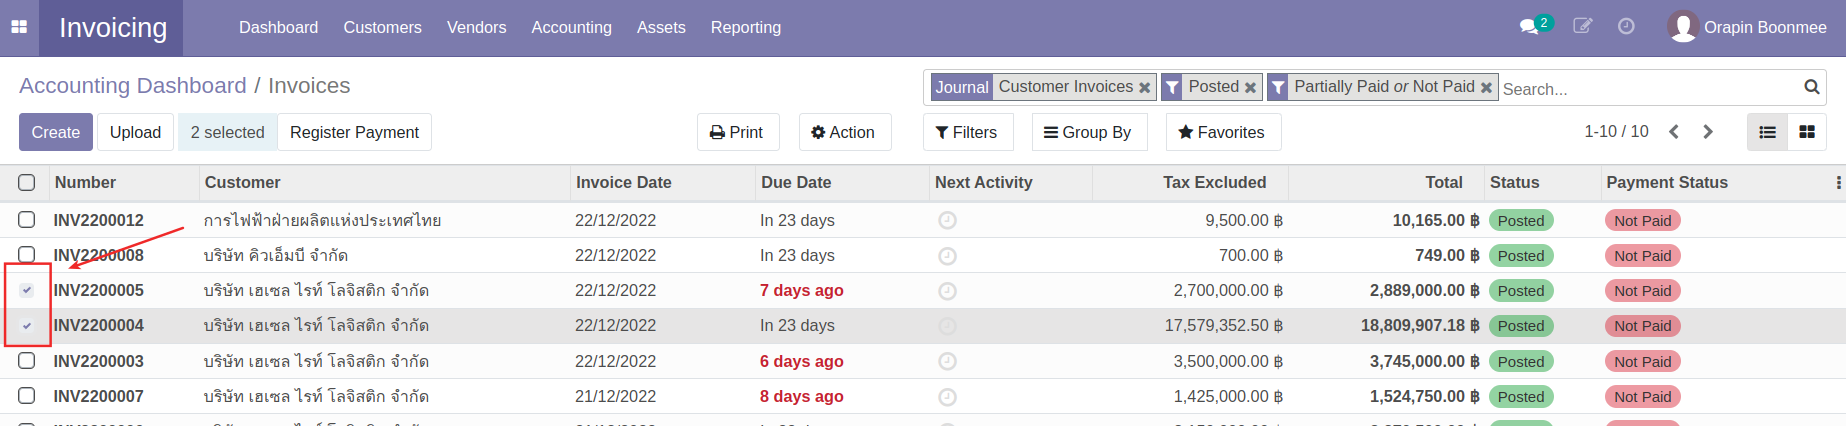 Invoicing Dashboard Customers Vendors Accounting Assets Reporting 2 Orapin Boonmee
Accounting Dashboard / Invoices Journal Customer Invoices Posted Partially Paid or Not Paid Search...
Create Upload 2 selected Register Payment Print Action Filters Group By Favorites 1-10 / 10
Number Customer Invoice Date Due Date Next Activity Tax Excluded Total Status Payment Status
INV2200012 การไฟฟ้าฝ่ายผลิตแห่งประเทศไทย 22/12/2022 In 23 days 9,500.00 ฿ 10,165.00 ฿ Posted Not Paid
INV2200008 บริษัท คิวเอ็มบี จำกัด 22/12/2022 In 23 days 700.00 ฿ 749.00 ฿ Posted Not Paid
INV2200005 บริษัท เฮเซล ไรท์ โลจิสติก จำกัด 22/12/2022 7 days ago 2,700,000.00 ฿ 2,889,000.00 ฿ Posted Not Paid
INV2200004 บริษัท เฮเซล ไรท์ โลจิสติก จำกัด 22/12/2022 In 23 days 17,579,352.50 ฿ 18,809,907.18 ฿ Posted Not Paid
INV2200003 บริษัท เฮเซล ไรท์ โลจิสติก จำกัด 22/12/2022 6 days ago 3,500,000.00 ฿ 3,745,000.00 ฿ Posted Not Paid
INV2200007 บริษัท เฮเซล ไรท์ โลจิสติก จำกัด 21/12/2022 8 days ago 1,425,000.00 ฿ 1,524,750.00 ฿ Posted Not Paid